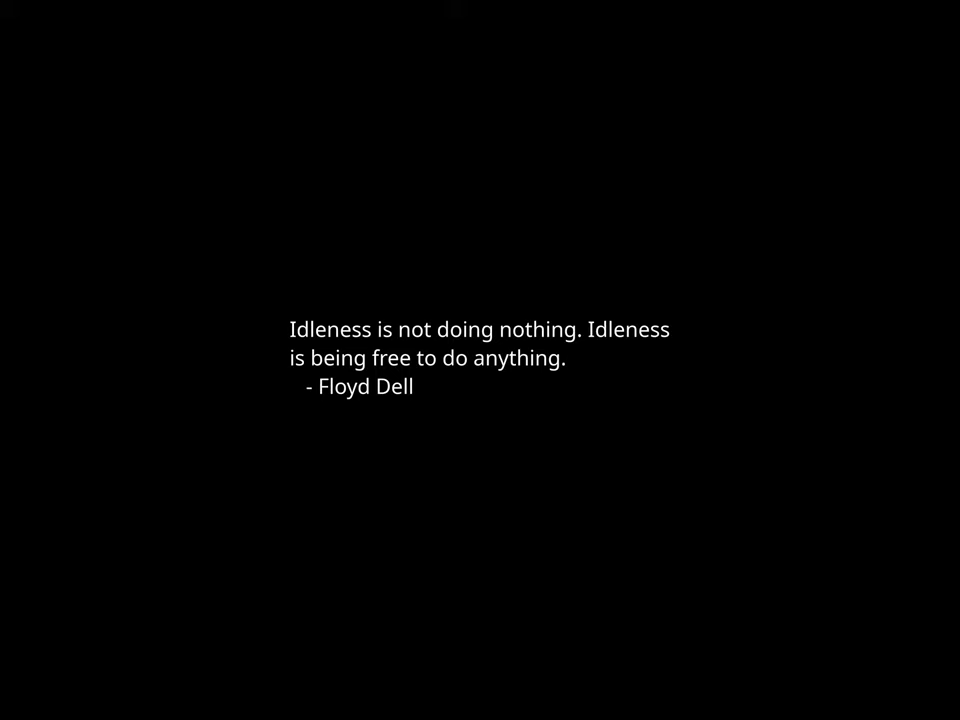 Idleness is not doing nothing. Idleness
is being free to do anything.
- Floyd Dell